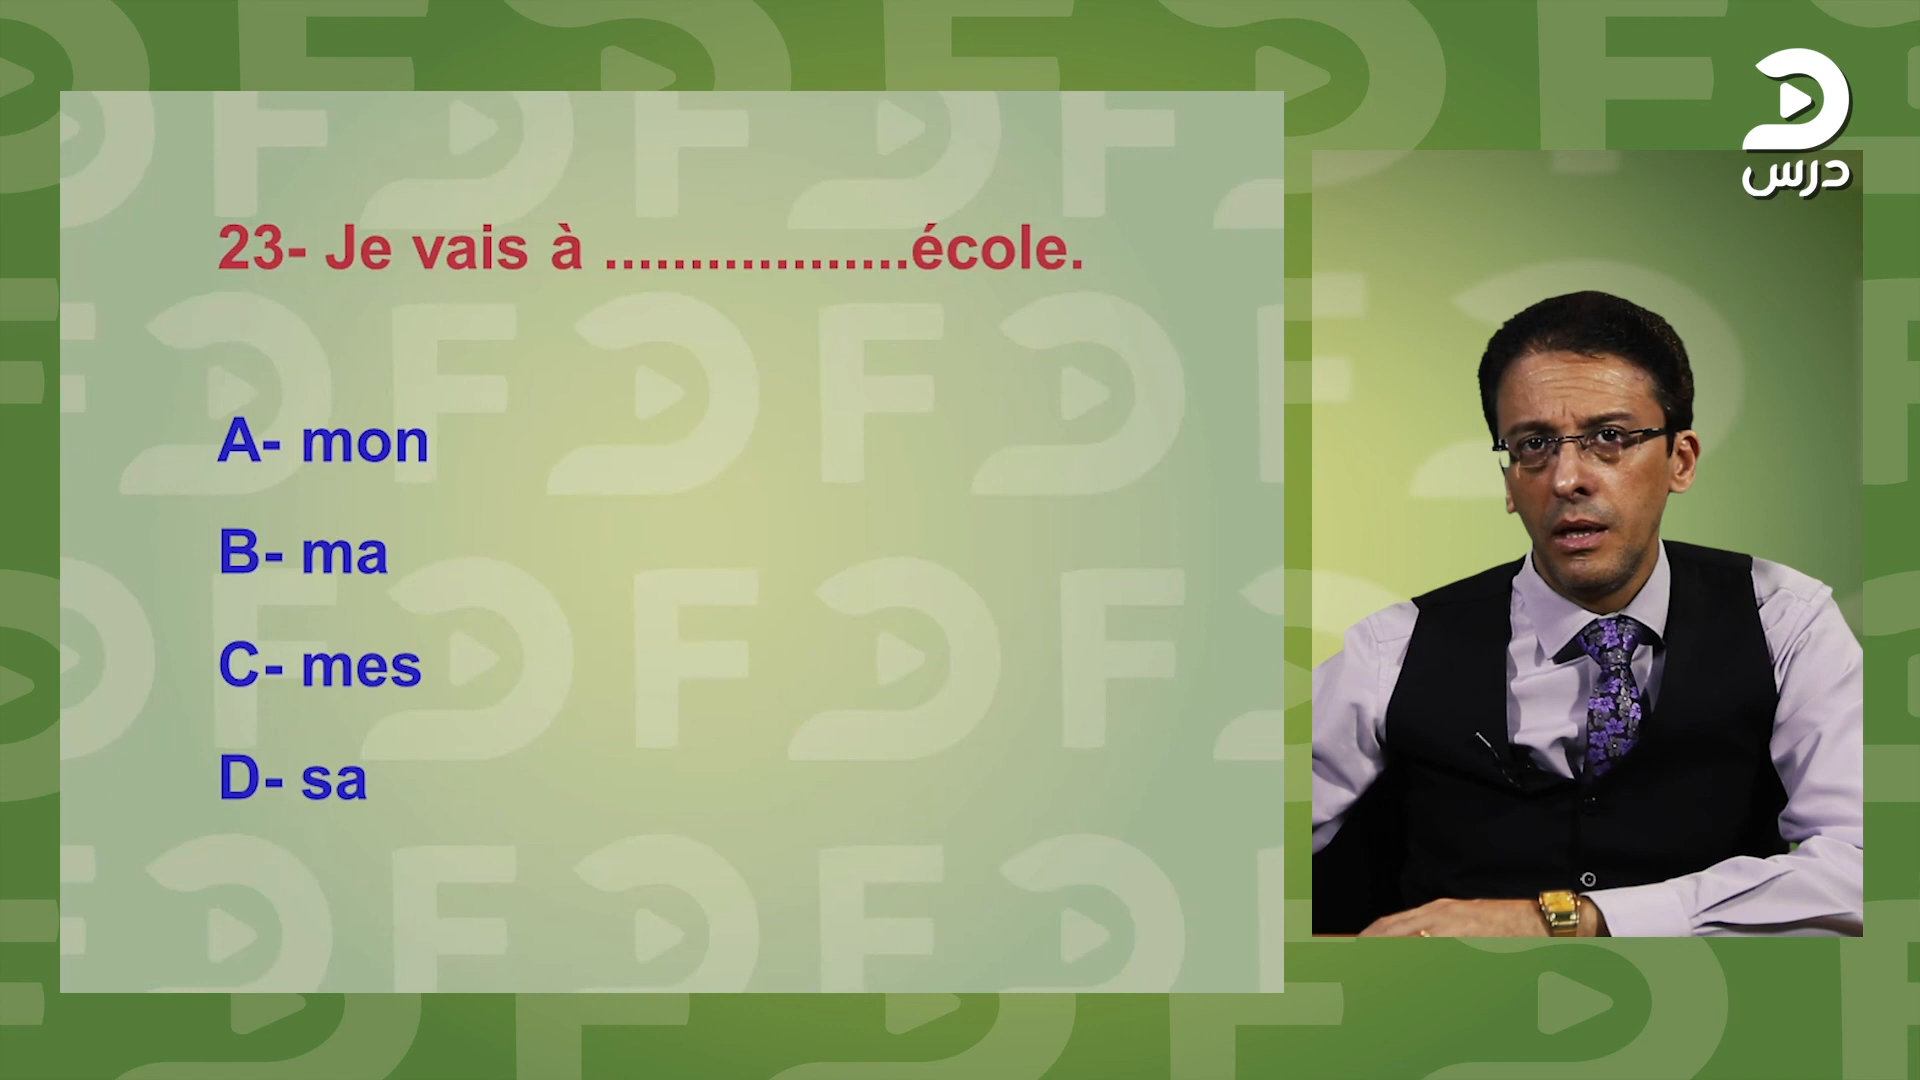 23- Je vais à ..................école.
A- mon
B- ma
C- mes
D- sa
درس